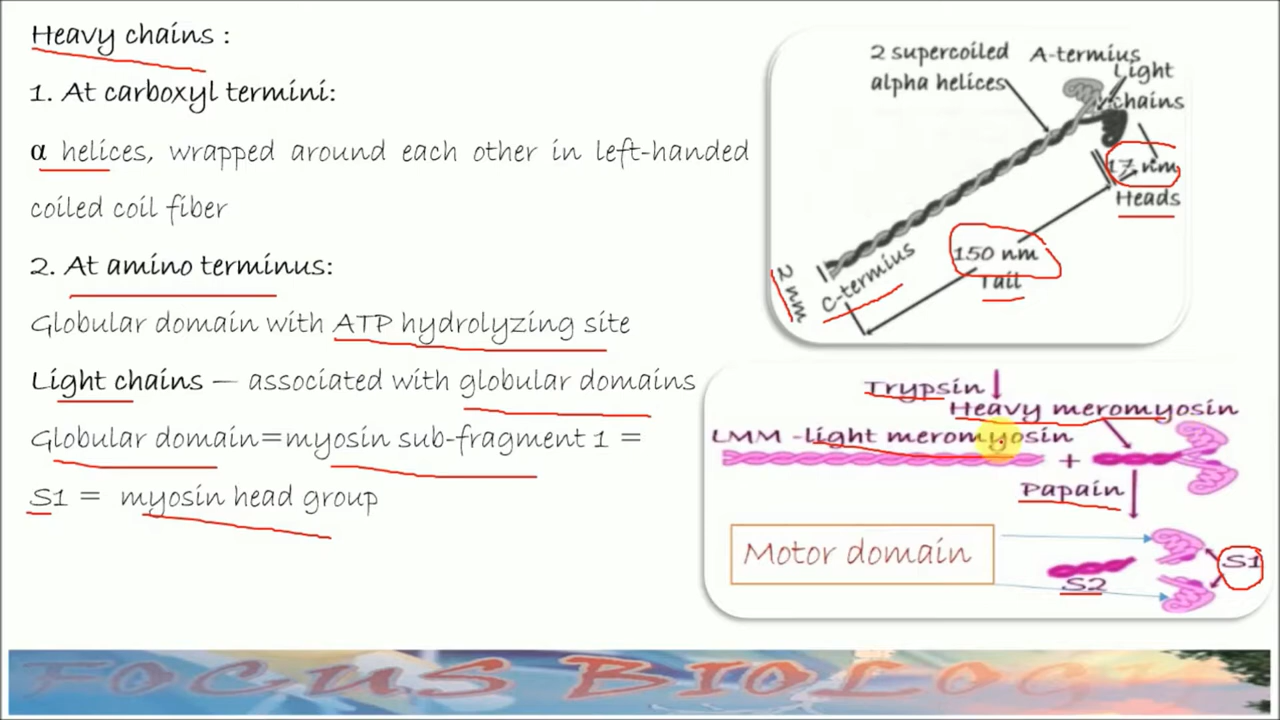 Heavy chains :
1. At carboxyl termini:
α helices, wrapped around each other in left-handed
coiled coil fiber
2. At amino terminus:
Globular domain with ATP hydrolyzing site
Light chains – associated with globular domains
Globular domain=myosin sub-fragment 1 =
S1 = myosin head group
2 supercoiled
alpha helices
A-termius
Light
chains
17 nm
Heads
150 nm
Tail
C-termius
2 nm
Trypsin
Heavy meromyosin
LMM -light meromyosin
+
Papain
Motor domain
S1
S2
FOCUS BIOLOG